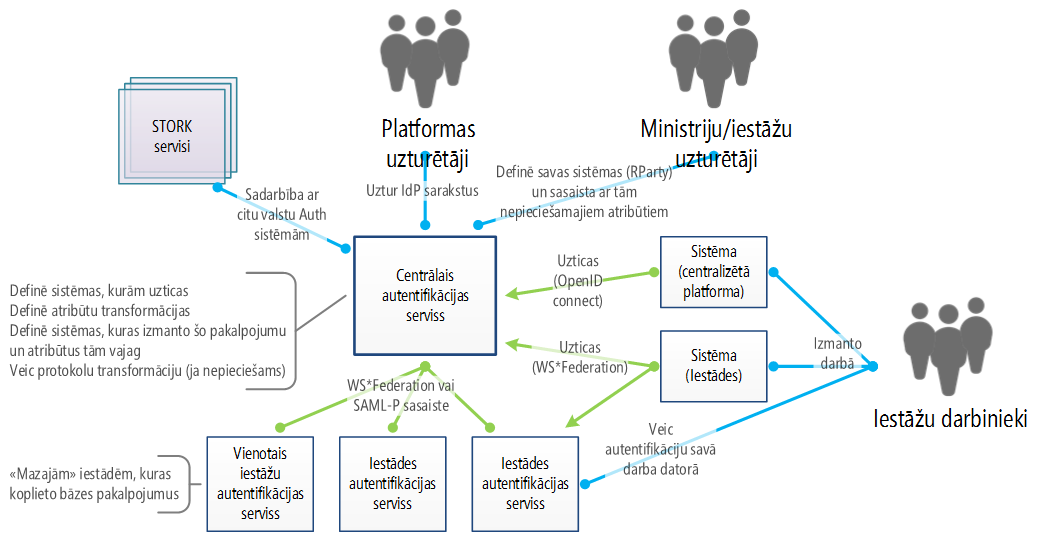 Platformas
uzturētāji
Ministriju/iestāžu
uzturētāji
STORK
servisi
Sadarbība ar
citu valstu Auth
sistēmām
Uztur IdP sarakstus
Definē savas sistēmas (RParty)
un sasaista ar tām
nepieciešamajiem atribūtiem
Centrālais
autentifikācijas
serviss
Uzticas
(OpenID
connect)
Sistēma
(centralizētā
platforma)
Definē sistēmas, kurām uzticas
Definē atribūtu transformācijas
Definē sistēmas, kuras izmanto šo pakalpojumu
un atribūtus tām vajag
Veic protokolu transformāciju (ja nepieciešams)
Uzticas
(WS*Federation)
Sistēma
(Iestādes)
Izmanto
darbā
Iestāžu darbinieki
WS*Federation vai
SAML-P sasaiste
Veic
autentifikāciju savā
darba datorā
«Mazajām» iestādēm, kuras
koplieto bāzes pakalpojumus
Vienotais
iestāžu
autentifikācijas
serviss
Iestādes
autentifikācijas
serviss
Iestādes
autentifikācijas
serviss